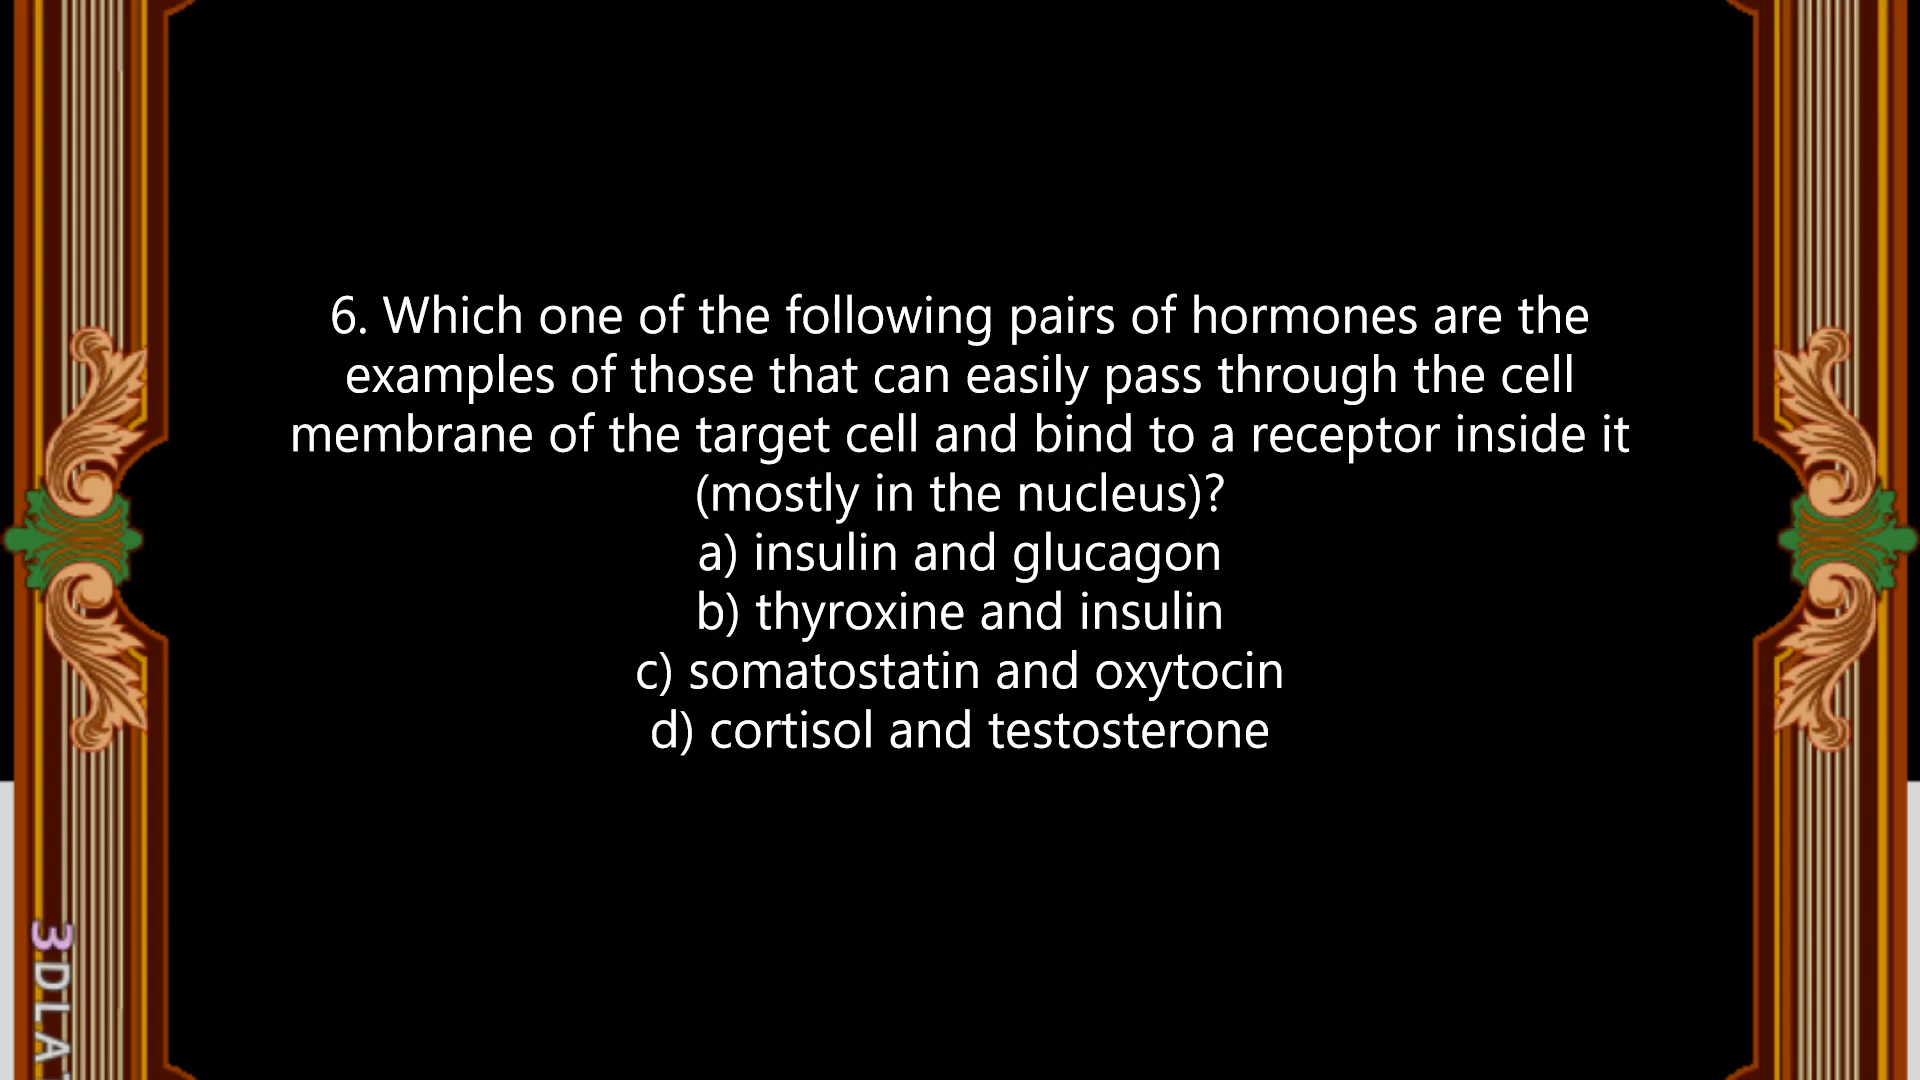 6. Which one of the following pairs of hormones are the
examples of those that can easily pass through the cell
membrane of the target cell and bind to a receptor inside it
(mostly in the nucleus)?
a) insulin and glucagon
b) thyroxine and insulin
c) somatostatin and oxytocin
d) cortisol and testosterone
3DLA